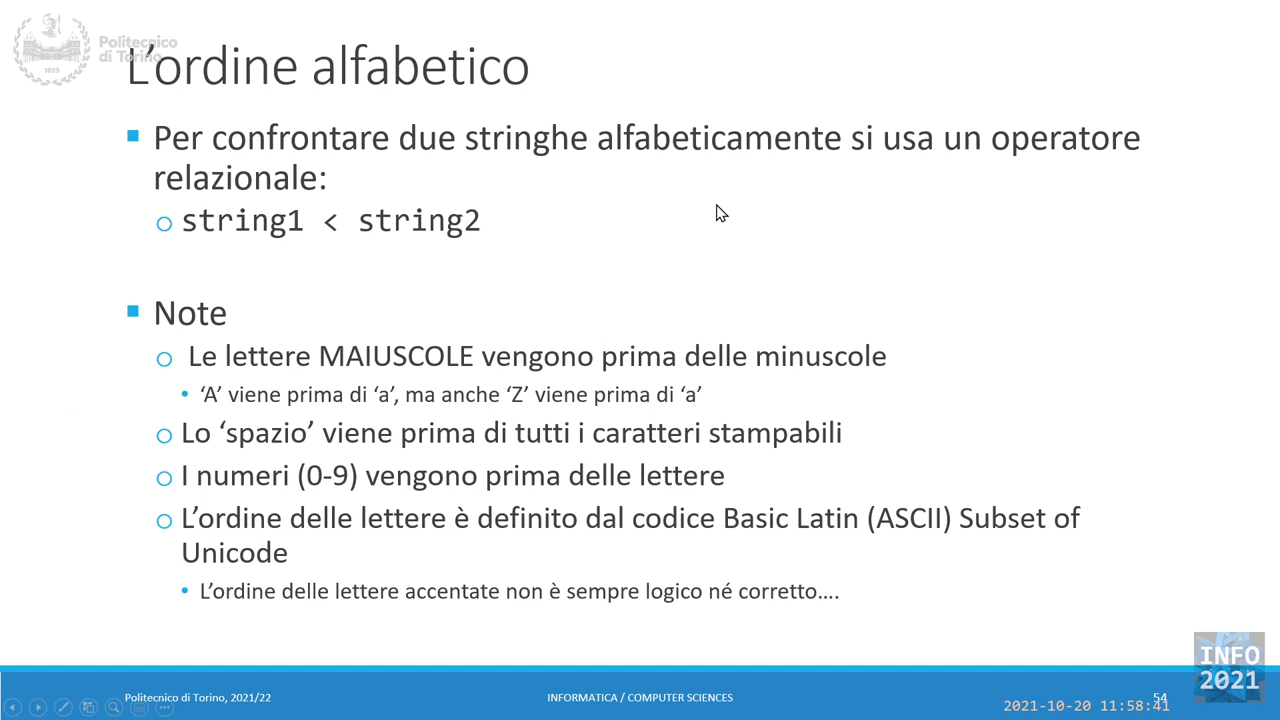 Politecnico
di Torino
L'ordine alfabetico
Per confrontare due stringhe alfabeticamente si usa un operatore
relazionale:
string1 < string2
Note
Le lettere MAIUSCOLE vengono prima delle minuscole
‘A’ viene prima di ‘a’, ma anche ‘Z’ viene prima di ‘a’
Lo ‘spazio’ viene prima di tutti i caratteri stampabili
I numeri (0-9) vengono prima delle lettere
L’ordine delle lettere è definito dal codice Basic Latin (ASCII) Subset of
Unicode
L’ordine delle lettere accentate non è sempre logico né corretto….
INFO
2021
Politecnico di Torino, 2021/22
INFORMATICA / COMPUTER SCIENCES
54
2021-10-20 11:58:41
1859